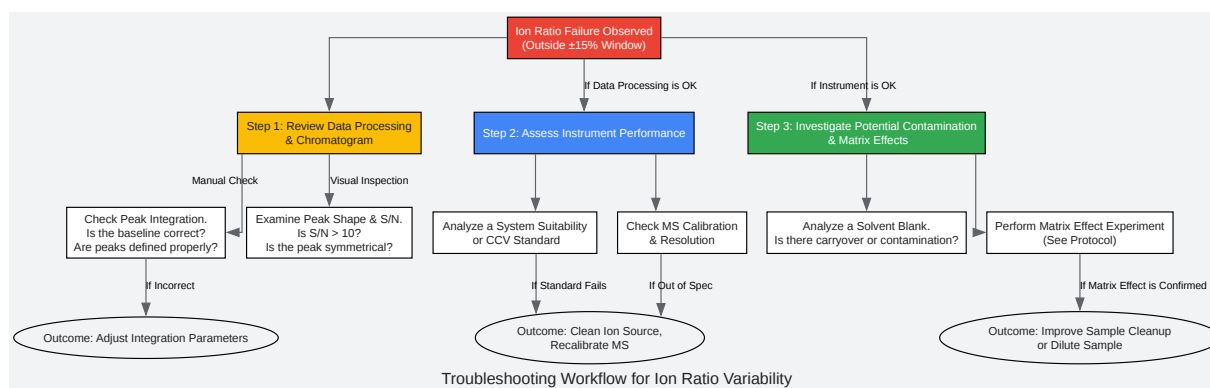 Ion Ratio Failure Observed
(Outside ±15% Window)
If Data Processing is OK
If Instrument is OK
Step 1: Review Data Processing
& Chromatogram
Step 2: Assess Instrument Performance
Step 3: Investigate Potential Contamination
& Matrix Effects
Manual Check
Visual Inspection
Check Peak Integration.
Is the baseline correct?
Are peaks defined properly?
Examine Peak Shape & S/N.
Is S/N > 10?
Is the peak symmetrical?
Analyze a System Suitability
or CCV Standard
Check MS Calibration
& Resolution
Analyze a Solvent Blank.
Is there carryover or contamination?
Perform Matrix Effect Experiment
(See Protocol)
If Incorrect
If Standard Fails
If Out of Spec
If Matrix Effect is Confirmed
Outcome: Adjust Integration Parameters
Outcome: Clean Ion Source,
Recalibrate MS
Outcome: Improve Sample Cleanup
or Dilute Sample
Troubleshooting Workflow for Ion Ratio Variability